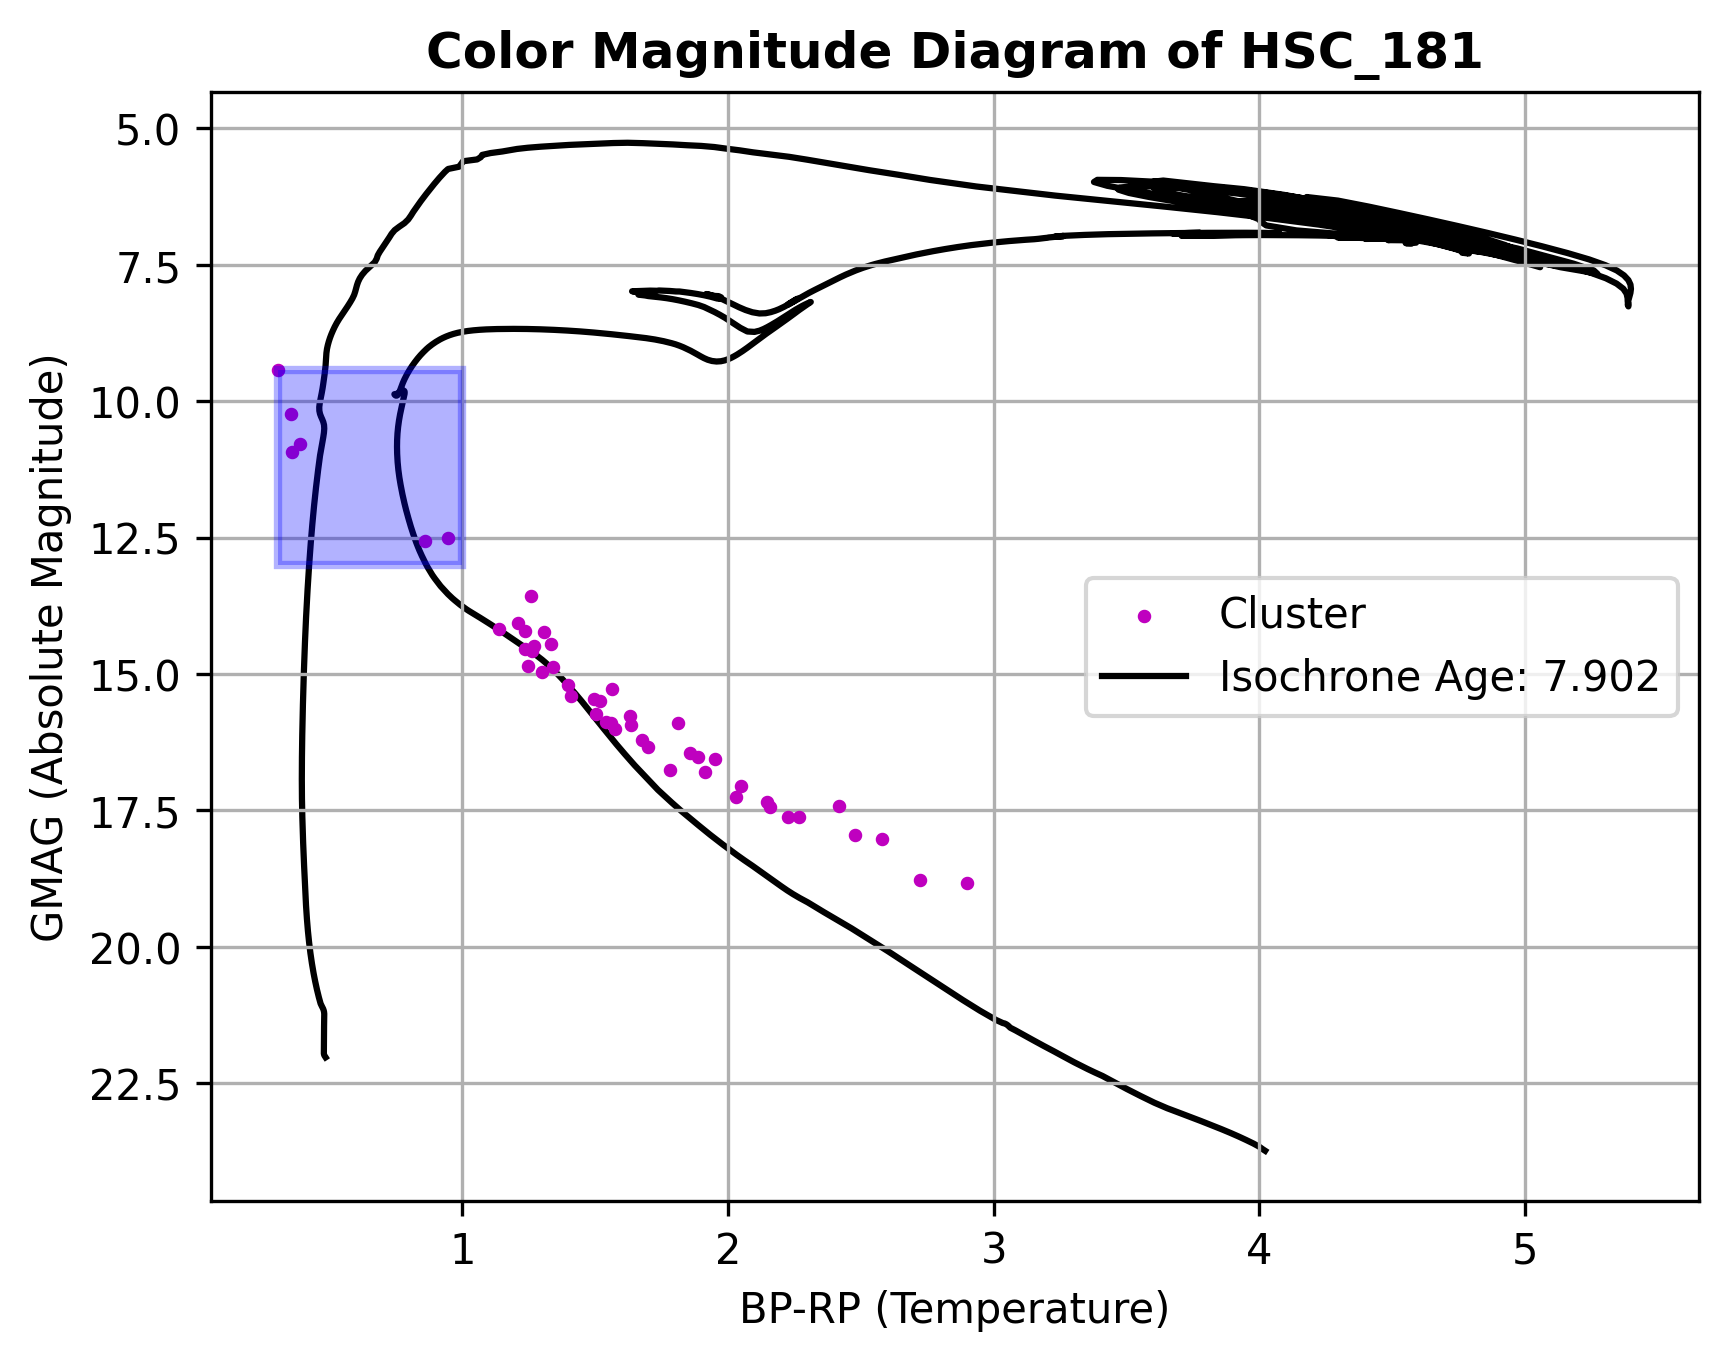 Color Magnitude Diagram of HSC_181
GMAG (Absolute Magnitude)
5.0
7.5
10.0
12.5
15.0
17.5
20.0
22.5
Cluster
Isochrone Age: 7.902
1 2 3 4 5
BP-RP (Temperature)